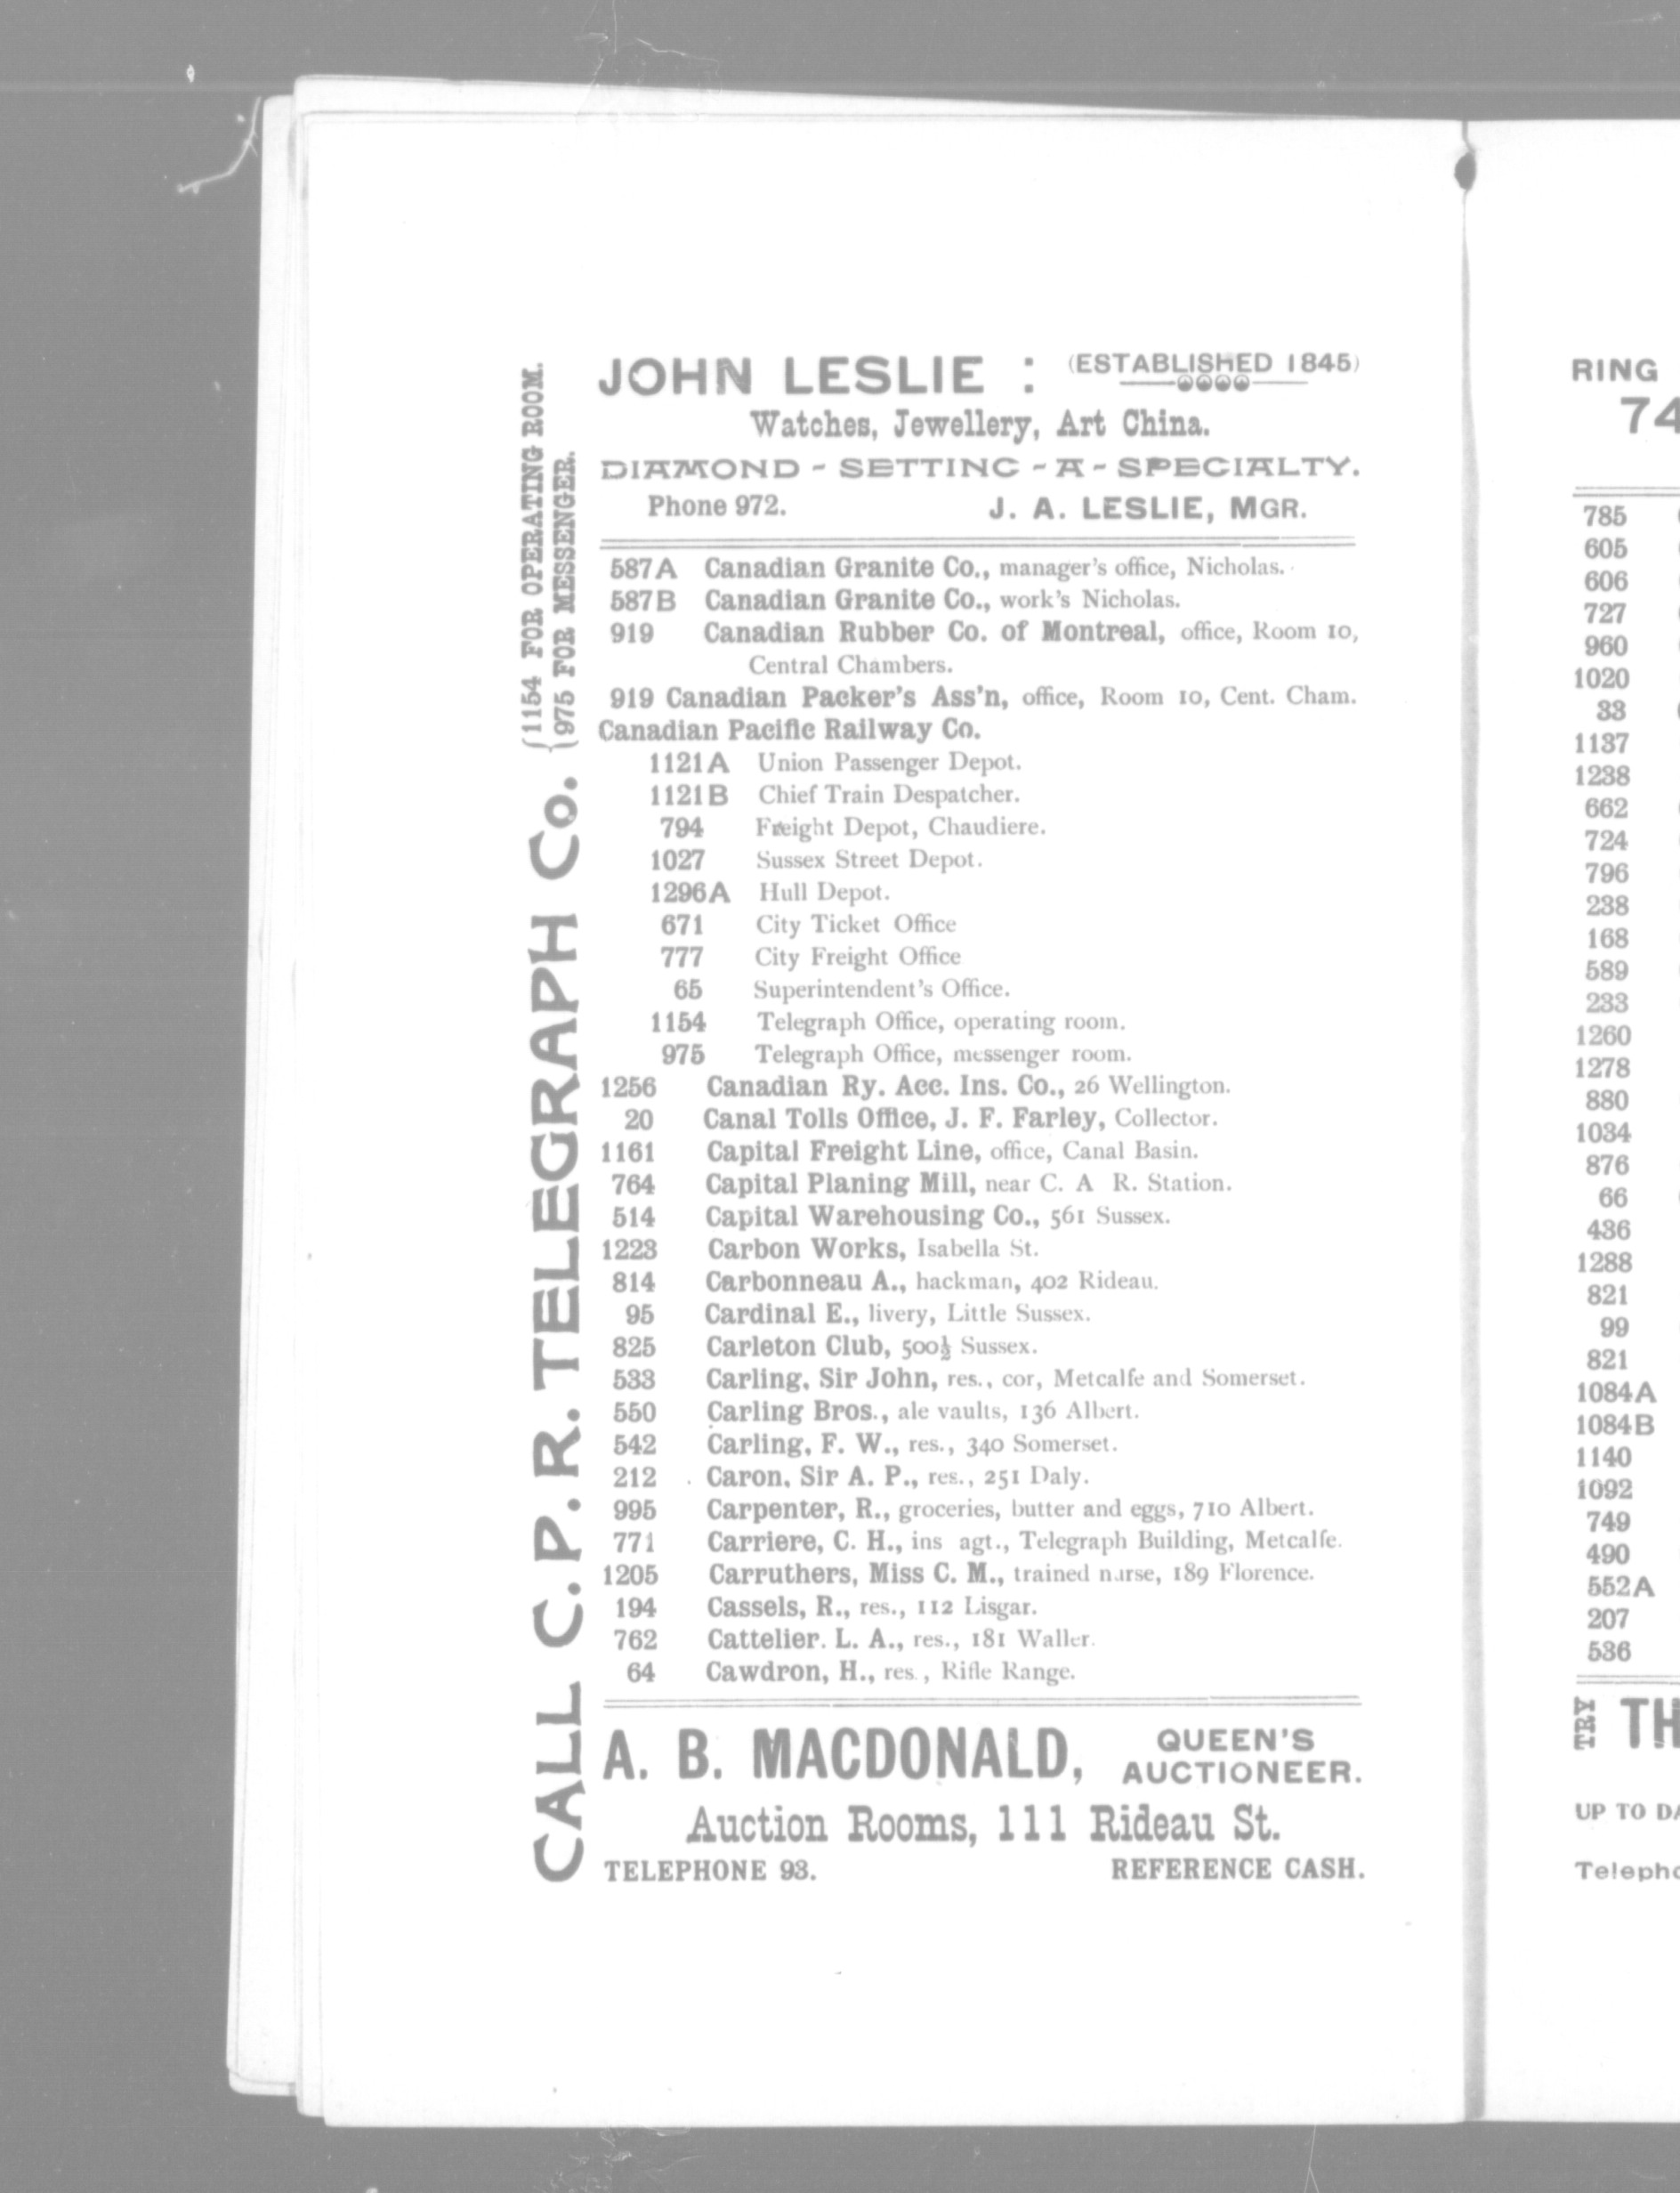 JOHN LESLIE : (ESTABLISHED 1845)
Watches, Jewellery, Art China.
DIAMOND - SETTING - A - SPECIALTY.
Phone 972. J. A. LESLIE, MGR.
587A Canadian Granite Co., manager's office, Nicholas.
587B Canadian Granite Co., work's Nicholas.
919 Canadian Rubber Co. of Montreal, office, Room 10,
Central Chambers.
919 Canadian Packer's Ass'n, office, Room 10, Cent. Cham.
Canadian Pacific Railway Co.
1121A Union Passenger Depot.
1121B Chief Train Despatcher.
794 Freight Depot, Chaudiere.
1027 Sussex Street Depot.
1296A Hull Depot.
671 City Ticket Office
777 City Freight Office
65 Superintendent's Office.
1154 Telegraph Office, operating room.
975 Telegraph Office, messenger room.
1256 Canadian Ry. Acc. Ins. Co., 26 Wellington.
20 Canal Tolls Office, J. F. Farley, Collector.
1161 Capital Freight Line, office, Canal Basin.
764 Capital Planing Mill, near C. A R. Station.
514 Capital Warehousing Co., 561 Sussex.
1223 Carbon Works, Isabella St.
814 Carbonneau A., hackman, 402 Rideau.
95 Cardinal E., livery, Little Sussex.
825 Carleton Club, 500½ Sussex.
533 Carling, Sir John, res., cor, Metcalfe and Somerset.
550 Carling Bros., ale vaults, 136 Albert.
542 Carling, F. W., res., 340 Somerset.
212 Caron, Sir A. P., res., 251 Daly.
995 Carpenter, R., groceries, butter and eggs, 710 Albert.
771 Carriere, C. H., ins agt., Telegraph Building, Metcalfe.
1205 Carruthers, Miss C. M., trained nurse, 189 Florence.
194 Cassels, R., res., 112 Lisgar.
762 Cattelier. L. A., res., 181 Waller.
64 Cawdron, H., res., Rifle Range.
A. B. MACDONALD, QUEEN'S
AUCTIONEER.
Auction Rooms, 111 Rideau St.
TELEPHONE 93. REFERENCE CASH.
CALL C. P. R. TELEGRAPH Co. {1154 FOR OPERATING ROOM.
{975 FOR MESSENGER.
RING
74
785
605
606
727
960
1020
33
1137
1238
662
724
796
238
168
589
233
1260
1278
880
1034
876
66
436
1288
821
99
821
1084A
1084B
1140
1092
749
490
552A
207
536
TRY TH
UP TO DA
Telepho